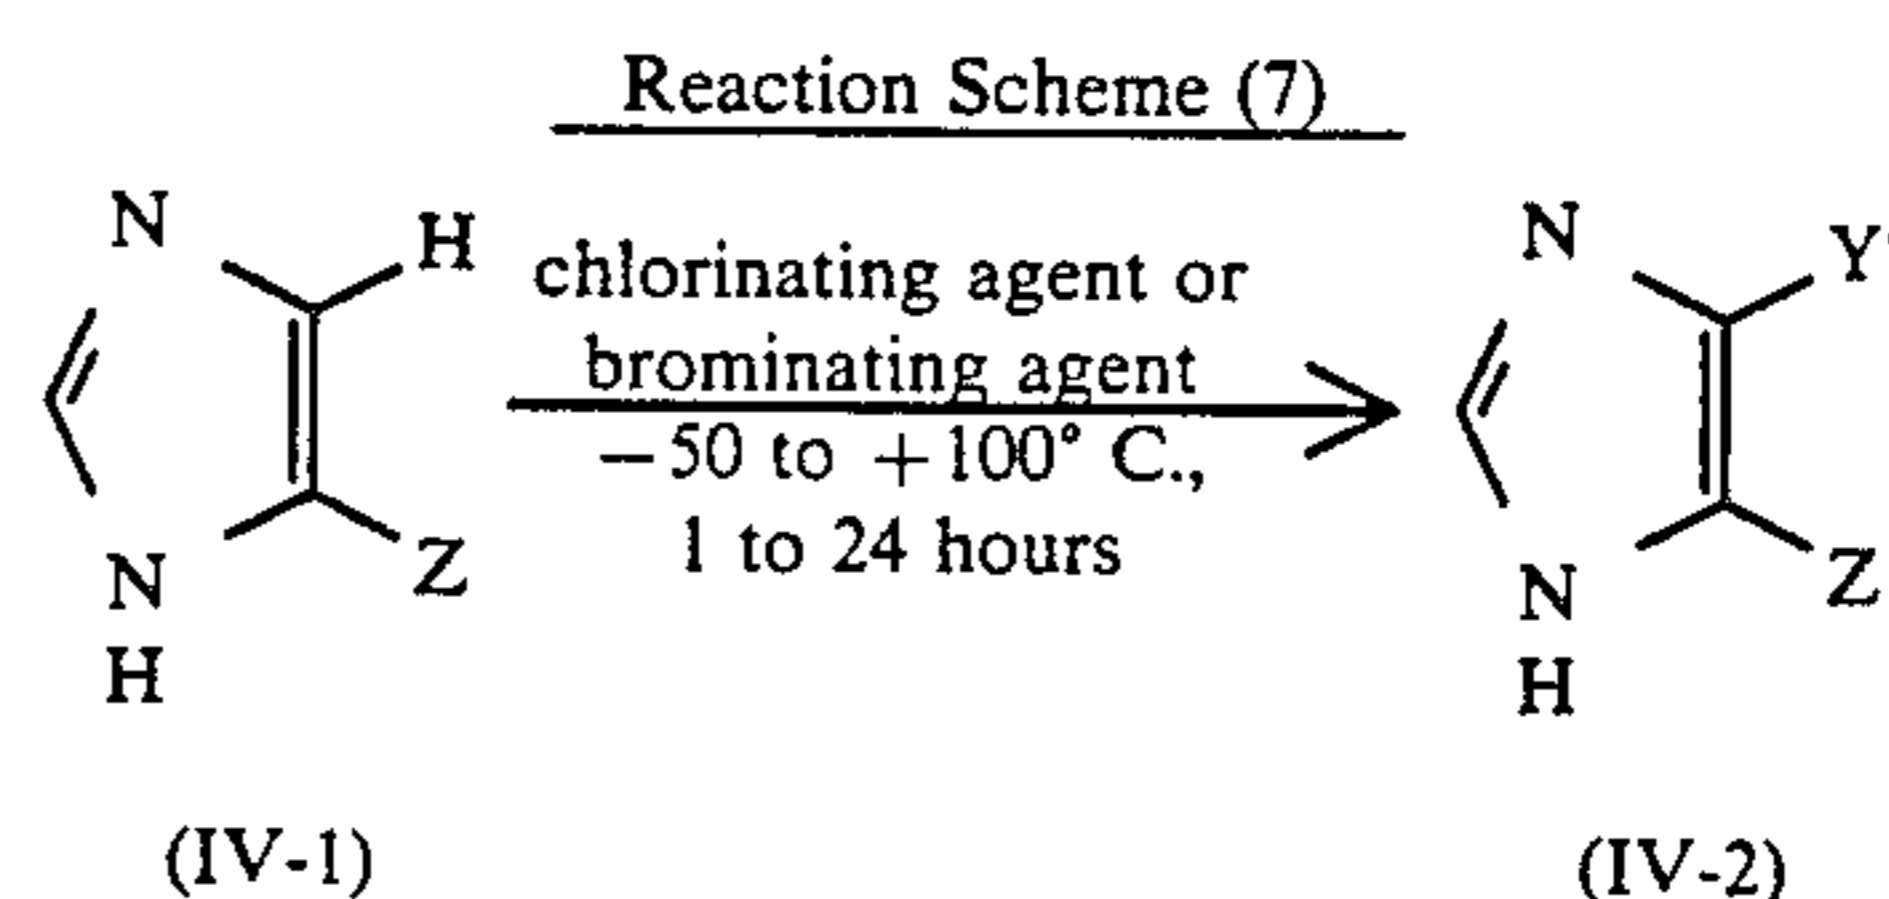 Reaction Scheme (7)
N H
chlorinating agent or
brominating agent
−50 to +100° C.,
1 to 24 hours
N
H
Z
N Y'
N
H
Z
(IV-1) (IV-2)